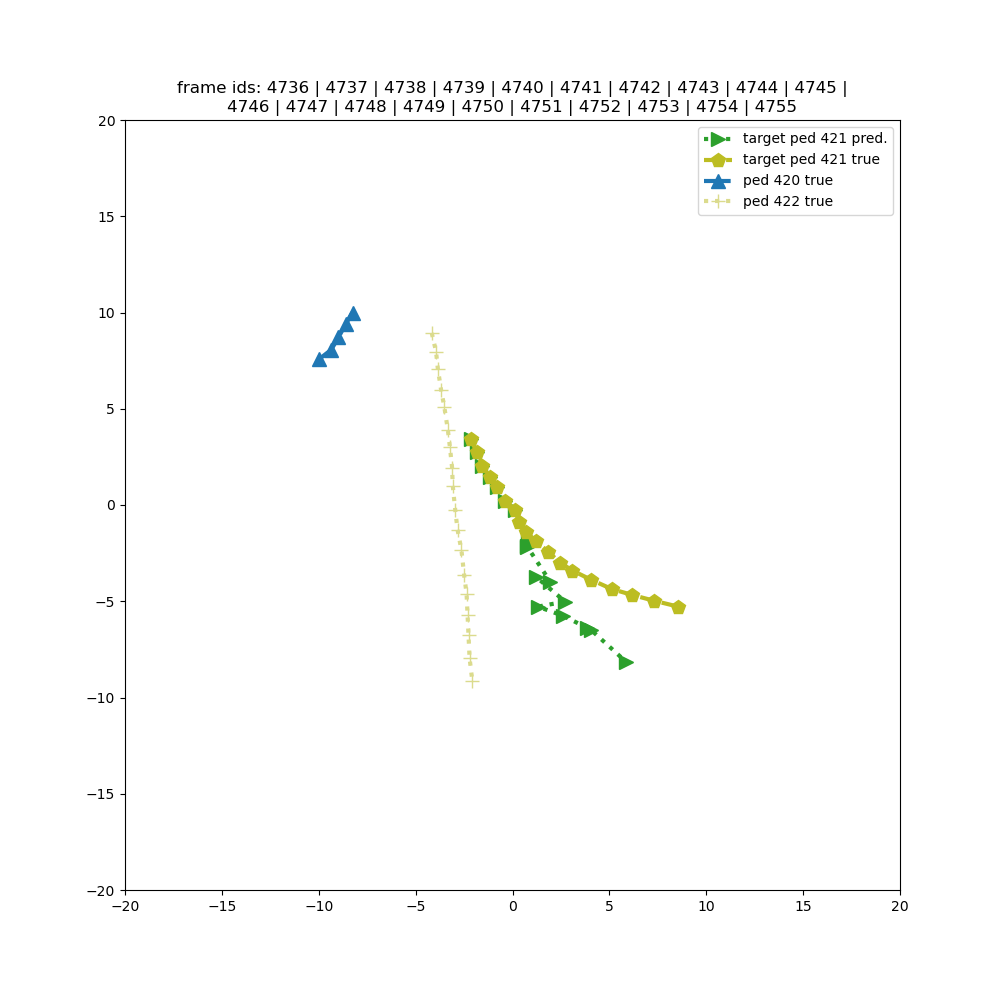 frame ids: 4736 | 4737 | 4738 | 4739 | 4740 | 4741 | 4742 | 4743 | 4744 | 4745 |
4746 | 4747 | 4748 | 4749 | 4750 | 4751 | 4752 | 4753 | 4754 | 4755
target ped 421 pred.
target ped 421 true
ped 420 true
ped 422 true
20
15
10
5
0
−5
−10
−15
−20
−20 −15 −10 −5 0 5 10 15 20